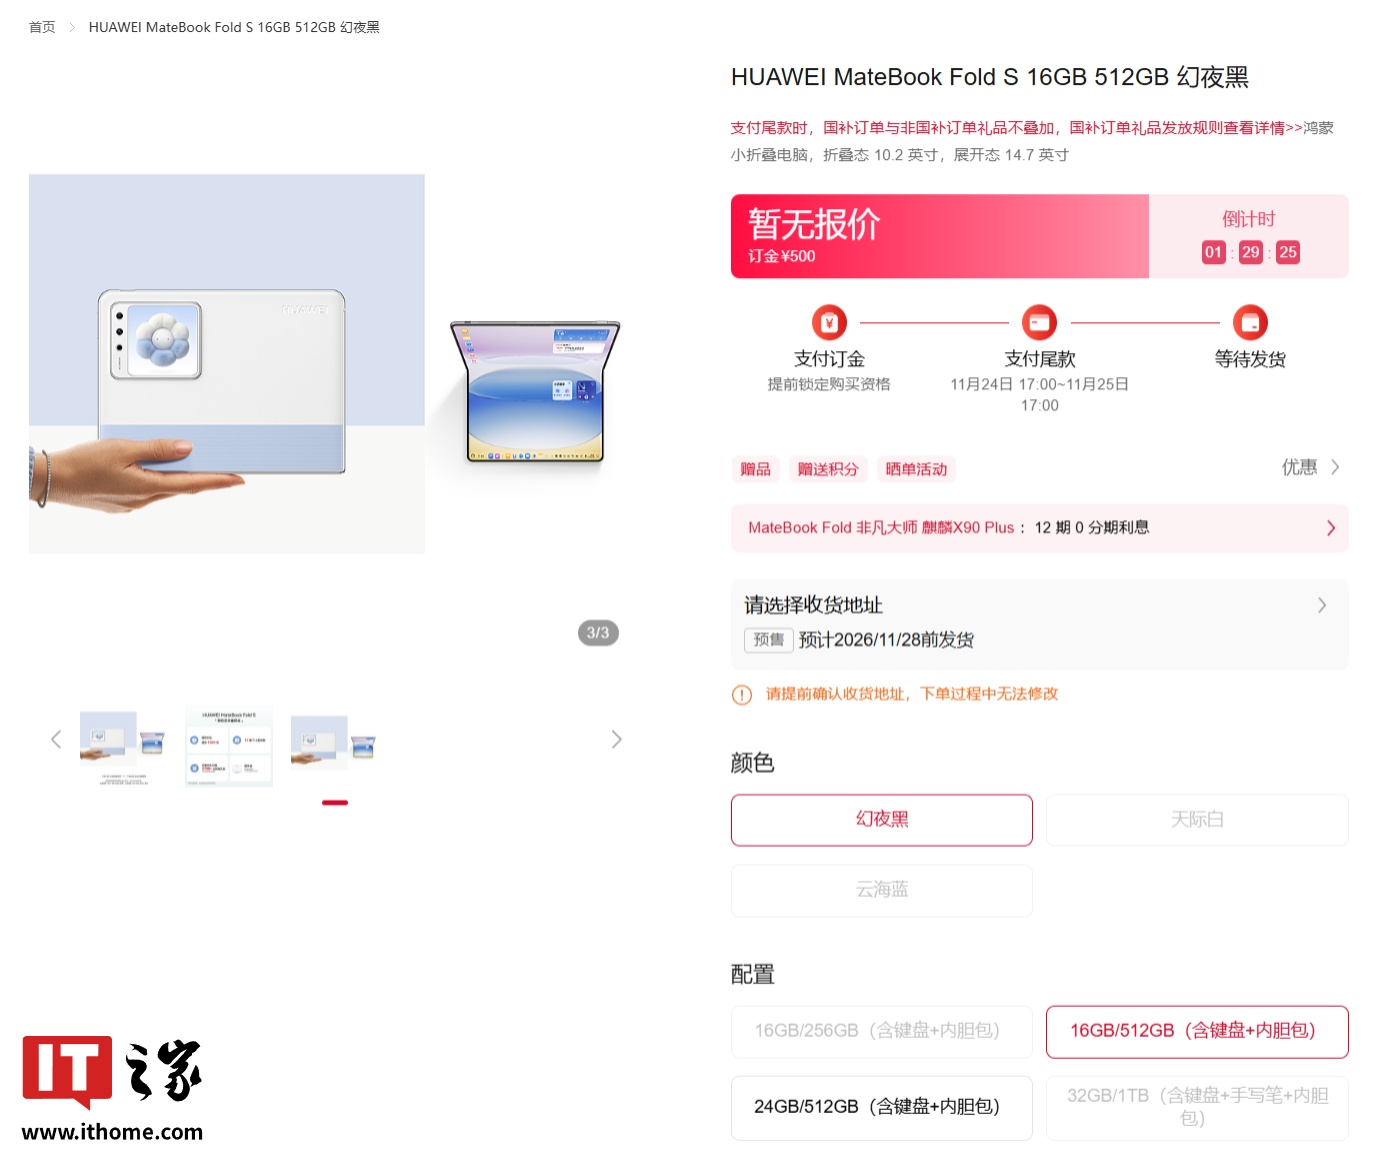 首页 > HUAWEI MateBook Fold S 16GB 512GB 幻夜黑
HUAWEI MateBook Fold S 16GB 512GB 幻夜黑
支付尾款时，国补订单与非国补订单礼品不叠加，国补订单礼品发放规则查看详情>>鸿蒙
小折叠电脑，折叠态 10.2 英寸，展开态 14.7 英寸
暂无报价
订金 ¥500
倒计时
01 : 29 : 25
支付订金
提前锁定购买资格
支付尾款
11月24日 17:00~11月25日
17:00
等待发货
赠品 赠送积分 晒单活动 优惠
MateBook Fold 非凡大师 麒麟X90 Plus： 12 期 0 分期利息
请选择收货地址
预售 预计2026/11/28前发货
请提前确认收货地址，下单过程中无法修改
颜色
幻夜黑
天际白
云海蓝
配置
16GB/256GB（含键盘+内胆包）
16GB/512GB（含键盘+内胆包）
24GB/512GB（含键盘+内胆包）
32GB/1TB（含键盘+手写笔+内胆
包）
HUAWEI
3/3
HUAWEI MateBook Fold S
IT之家
www.ithome.com